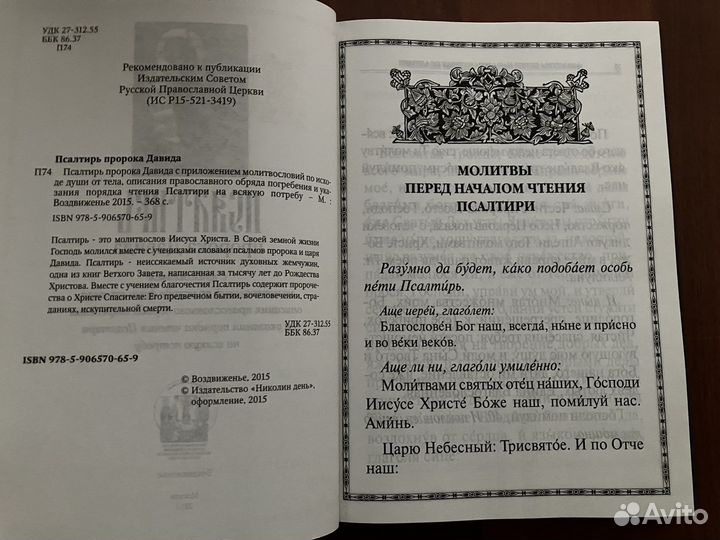 УДК 27-312.55
ББК 86.37
П74
Рекомендовано к публикации
Издательским Советом
Русской Православной Церкви
(ИС Р15-521-3419)
Псалтирь пророка Давида
П74 Псалтирь пророка Давида с приложением молитвословий по исхо-
де души от тела, описания православного обряда погребения и ука-
зания порядка чтения Псалтири на всякую потребу – М. :
Воздвиженье 2015. – 368 с.
ISBN 978-5-906570-65-9
Псалтирь - это молитвослов Иисуса Христа. В Своей земной жизни
Господь молился вместе с учениками словами псалмов пророка и царя
Давида. Псалтирь - неиссякаемый источник духовных жемчужин,
одна из книг Ветхого Завета, написанная за тысячу лет до Рождества
Христова. Вместе с учением благочестия Псалтирь содержит пророчества
о Христе Спасителе: Его предвечном бытии, вочеловечении, стра-
даниях, искупительной смерти.
УДК 27-312.55
ББК 86.37
ISBN 978-5-906570-65-9
© Воздвиженье, 2015
© Издательство «Николин день»,
оформление, 2015
МОЛИТВЫ
ПЕРЕД НАЧАЛОМ ЧТЕНИЯ
ПСАЛТИРИ
Разу́мно да бу́дет, ка́ко подоба́ет особь
пе́ти Псалти́рь.
Аще иере́й, глаго́лет:
Благослове́н Бог наш, всегда́, ны́не и при́сно
и во ве́ки веко́в.
Аще ли ни, глаго́ли умиле́нно:
Моли́твами святы́х оте́ц на́ших, Го́споди
Иису́се Христе́ Бо́же наш, поми́луй нас.
Ами́нь.
Царю Небесный: Трисвято́е. И по Отче
наш:
Avito